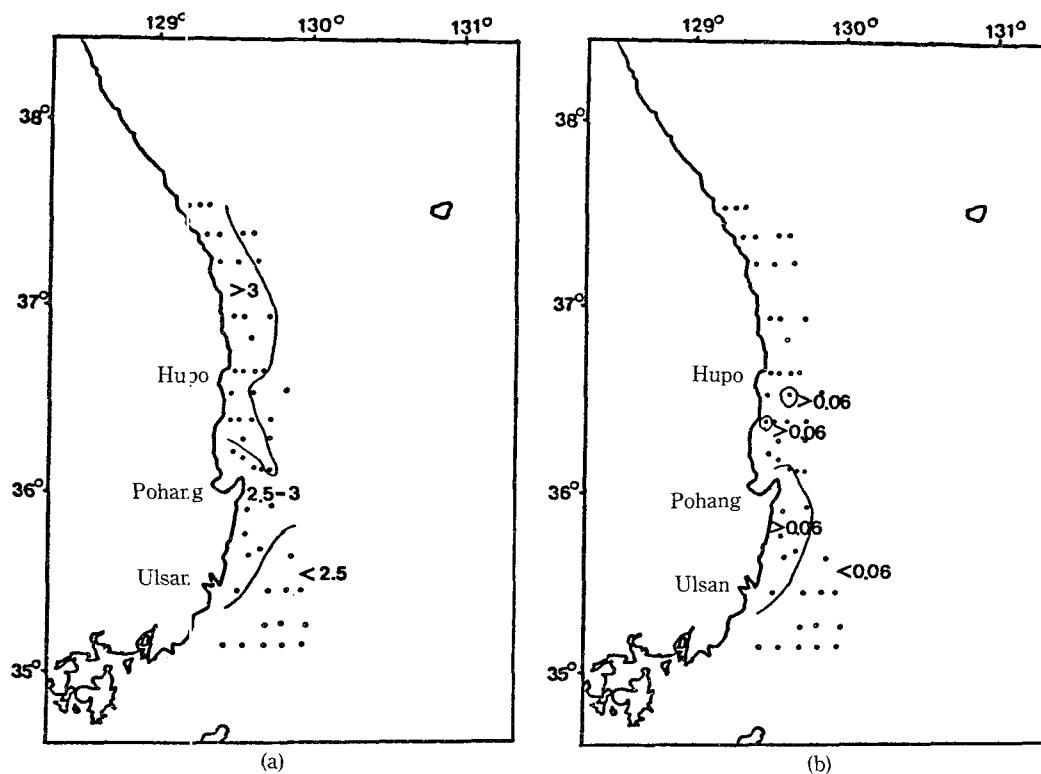 129° 130° 131°
38°
37°
36°
35°
>3
Hupo
Pohang
2.5-3
Ulsan
<2.5
(a)
129° 130° 131°
38°
37°
36°
35°
Hupo
>0.06
>0.06
Pohang
>0.06
Ulsan
<0.06
(b)